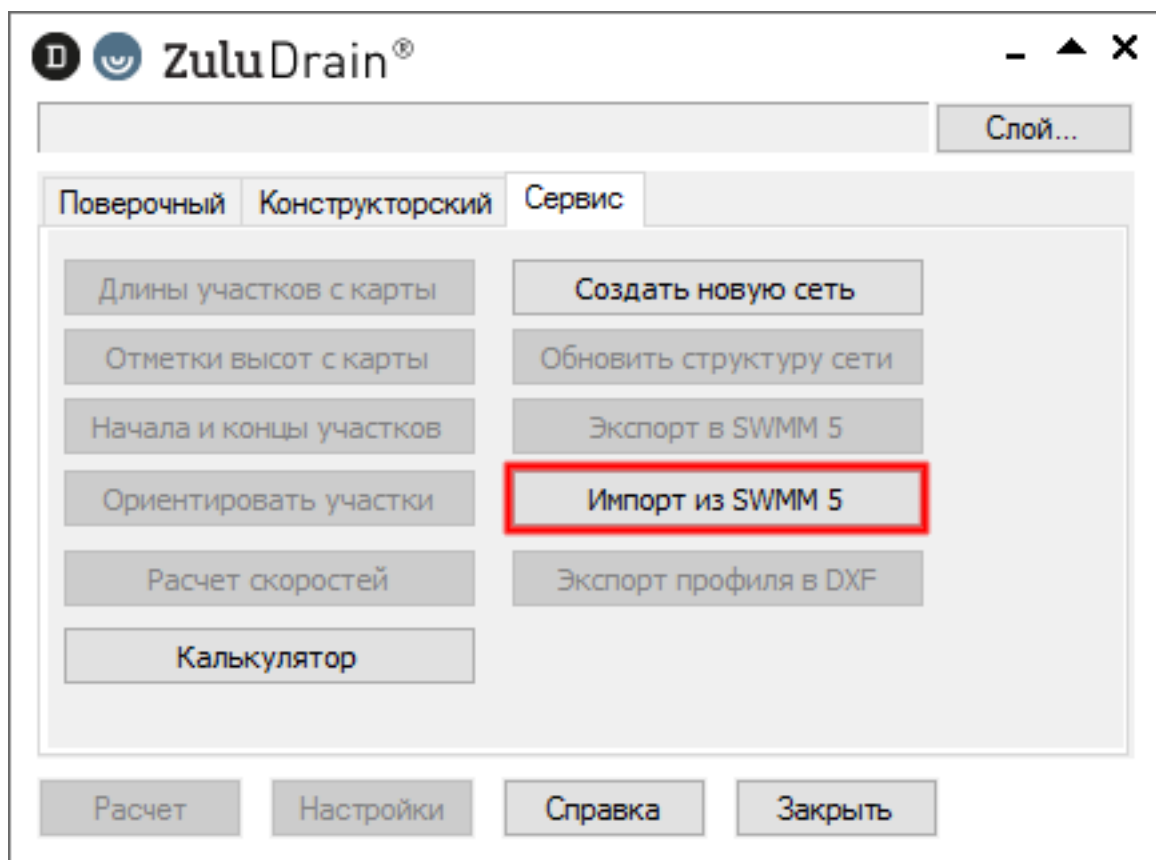 D ZuluDrain®
Слой...
Поверочный Конструкторский Сервис
Длины участков с карты Создать новую сеть
Отметки высот с карты Обновить структуру сети
Начала и концы участков Экспорт в SWMM 5
Ориентировать участки Импорт из SWMM 5
Расчет скоростей Экспорт профиля в DXF
Калькулятор
Расчет Настройки Справка Закрыть